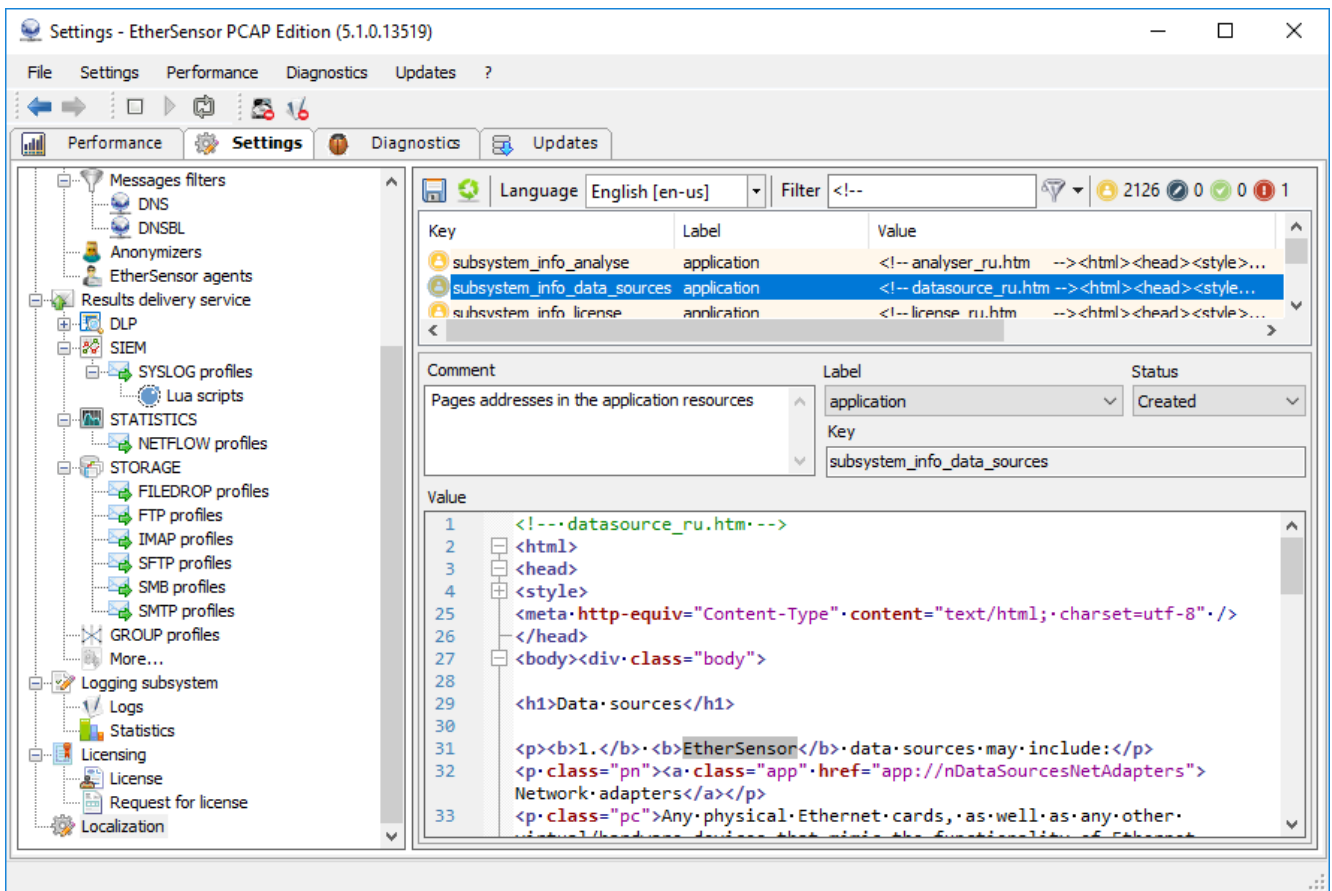 Settings - EtherSensor PCAP Edition (5.1.0.13519)
File Settings Performance Diagnostics Updates ?
Performance Settings Diagnostics Updates
Messages filters
DNS
DNSBL
Anonymizers
EtherSensor agents
Results delivery service
DLP
SIEM
SYSLOG profiles
Lua scripts
STATISTICS
NETFLOW profiles
STORAGE
FILEDROP profiles
FTP profiles
IMAP profiles
SFTP profiles
SMB profiles
SMTP profiles
GROUP profiles
More...
Logging subsystem
Logs
Statistics
Licensing
License
Request for license
Localization
Language English [en-us] Filter <!-- 2126 0 0 1
Key Label Value
subsystem_info_analyse application <!-- analyser_ru.htm --><html><head><style>...
subsystem_info_data_sources application <!-- datasource_ru.htm --><html><head><style...
subsystem_info_license application <!-- license_ru.htm --><html><head><style>...
Comment Label Status
Pages addresses in the application resources application Created
Key
subsystem_info_data_sources
Value
1 <!--·datasource_ru.htm·-->
2 <html>
3 <head>
4 <style>
25 <meta·http-equiv="Content-Type"·content="text/html;·charset=utf-8"·/>
26 </head>
27 <body><div·class="body">
28
29 <h1>Data·sources</h1>
30
31 <p><b>1.</b>·<b>EtherSensor</b>·data·sources·may·include:</p>
32 <p·class="pn"><a·class="app"·href="app://nDataSourcesNetAdapters">
Network·adapters</a></p>
33 <p·class="pc">Any·physical·Ethernet·cards,·as·well·as·any·other·
virtual/hardware·devices·that·mimic·the·functionality·of·Ethernet